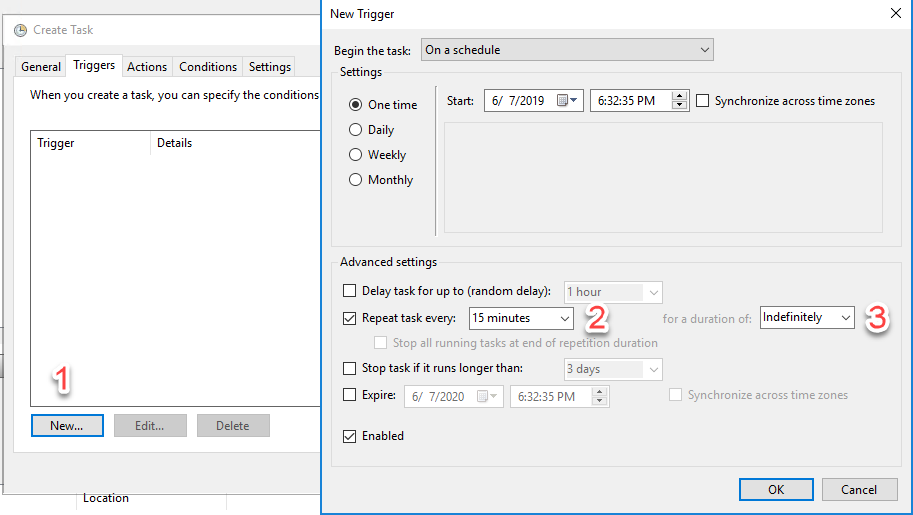 Create Task
General Triggers Actions Conditions Settings
When you create a task, you can specify the conditions
Trigger Details
1
New... Edit... Delete
Location
New Trigger
Begin the task: On a schedule
Settings
One time
Daily
Weekly
Monthly
Start: 6/ 7/2019 6:32:35 PM Synchronize across time zones
Advanced settings
Delay task for up to (random delay): 1 hour
Repeat task every: 15 minutes 2 for a duration of: Indefinitely 3
Stop all running tasks at end of repetition duration
Stop task if it runs longer than: 3 days
Expire: 6/ 7/2020 6:32:35 PM Synchronize across time zones
Enabled
OK Cancel